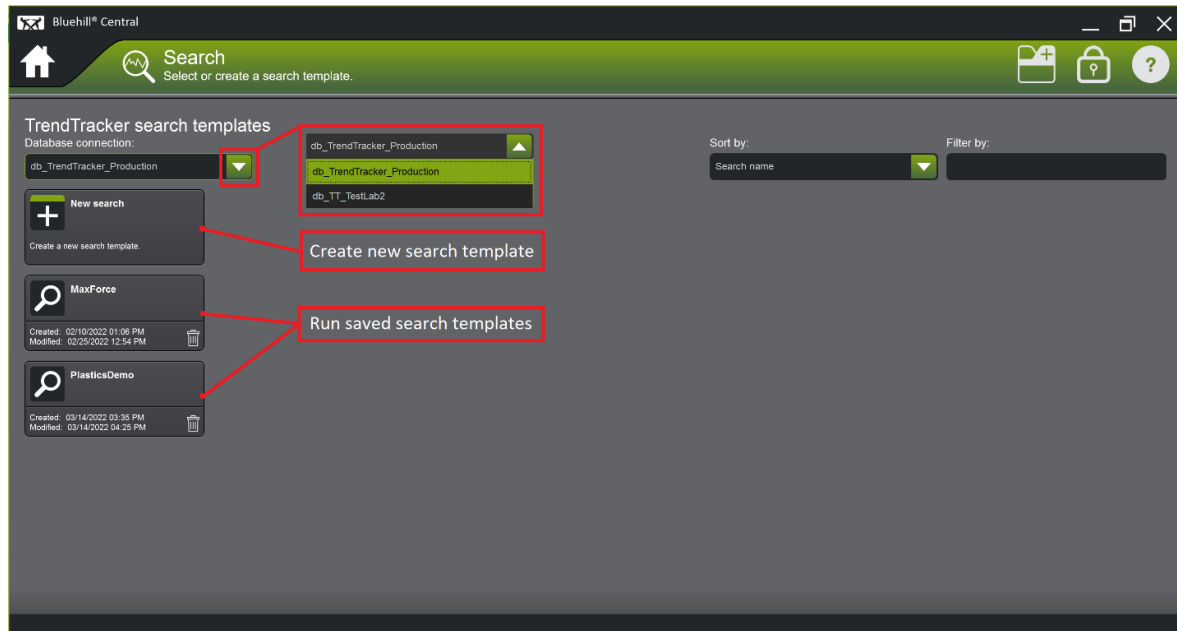 Bluehill® Central
Search
Select or create a search template.
?
TrendTracker search templates
Database connection:
db_TrendTracker_Production
db_TrendTracker_Production
db_TrendTracker_Production
db_TT_TestLab2
Sort by:
Search name
Filter by:
New search
Create a new search template.
Create new search template
MaxForce
Created: 02/10/2022 01:06 PM
Modified: 02/25/2022 12:54 PM
Run saved search templates
PlasticsDemo
Created: 03/14/2022 03:35 PM
Modified: 03/14/2022 04:25 PM